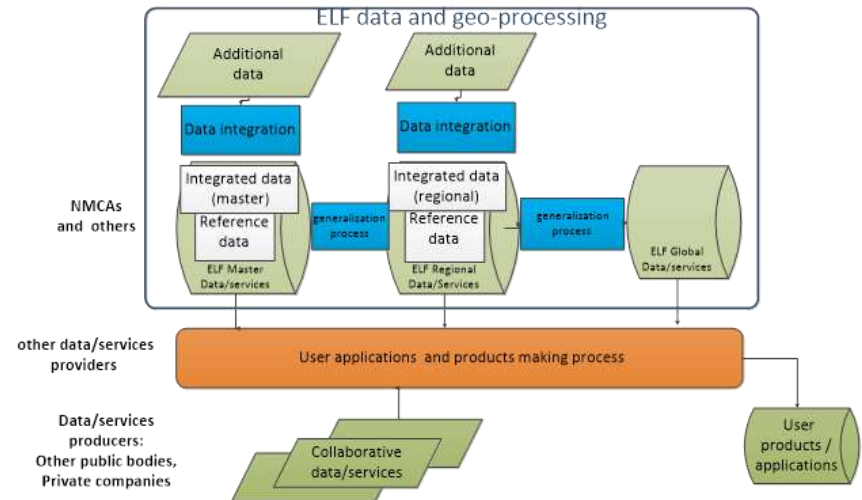 ELF data and geo-processing
Additional
data
Additional
data
Data integration
Data integration
Integrated data
(master)
Reference
data
ELF Master
Data/services
generalization
process
Integrated data
(regional)
Reference
data
ELF Regional
Data/Services
generalization
process
ELF Global
Data/services
NMCAs
and others
other data/services
providers
User applications and products making process
Data/services
producers:
Other public bodies,
Private companies
Collaborative
data/services
User
products /
applications